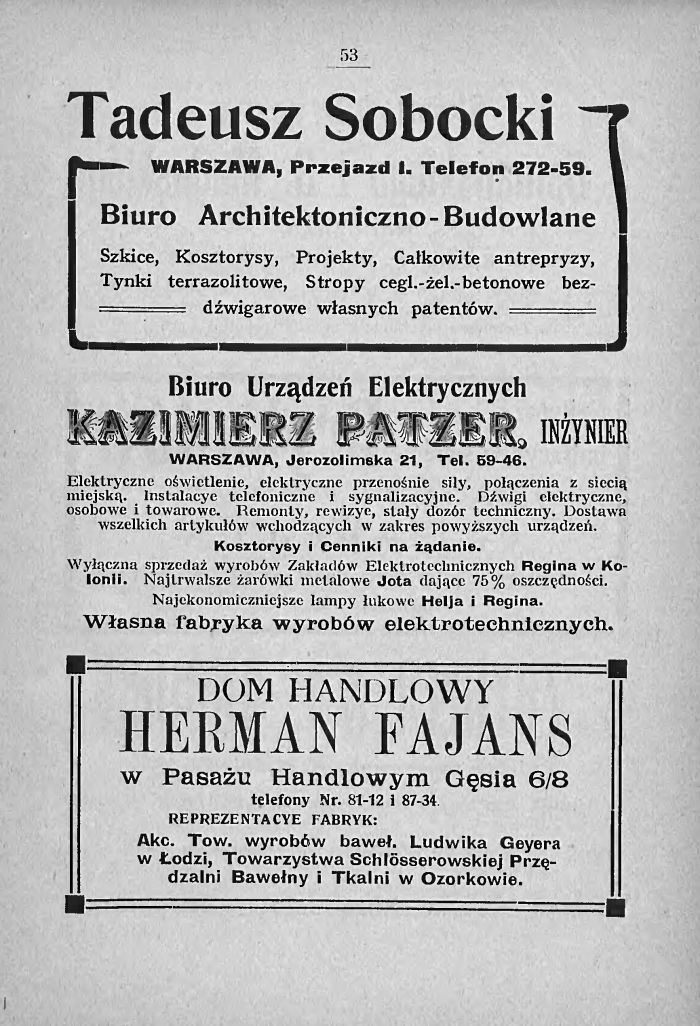 53
Tadeusz Sobocki
WARSZAWA, Przejazd 1. Telefon 272-59.
Biuro Architektoniczno-Budowlane
Szkice, Kosztorysy, Projekty, Całkowite antrepryzy,
Tynki terrazolitowe, Stropy cegl.-żel.-betonowe bez-
dźwigarowe własnych patentów.
Biuro Urządzeń Elektrycznych
KAZIMIERZ PATZER, INŻYNIER
WARSZAWA, Jerozolimska 21, Tel. 59-46.
Elektryczne oświetlenie, elektryczne przenośnie siły, połączenia z siecią
miejską. Instalacye telefoniczne i sygnalizacyjne. Dźwigi elektryczne,
osobowe i towarowe. Remonty, rewizye, stały dozór techniczny. Dostawa
wszelkich artykułów wchodzących w zakres powyższych urządzeń.
Kosztorysy i Cenniki na żądanie.
Wyłączna sprzedaż wyrobów Zakładów Elektrotechnicznych Regina w Ko-
lonii. Najtrwalsze żarówki metalowe Jota dające 75% oszczędności.
Najekonomiczniejsze lampy łukowe Helja i Regina.
Własna fabryka wyrobów elektrotechnicznych.
DOM HANDLOWY
HERMAN FAJANS
w Pasażu Handlowym Gęsia 6/8
telefony Nr. 81-12 i 87-34.
REPREZENTACYE FABRYK:
Akc. Tow. wyrobów baweł. Ludwika Geyera
w Łodzi, Towarzystwa Schlösserowskiej Przę-
dzalni Bawełny i Tkalni w Ozorkowie.